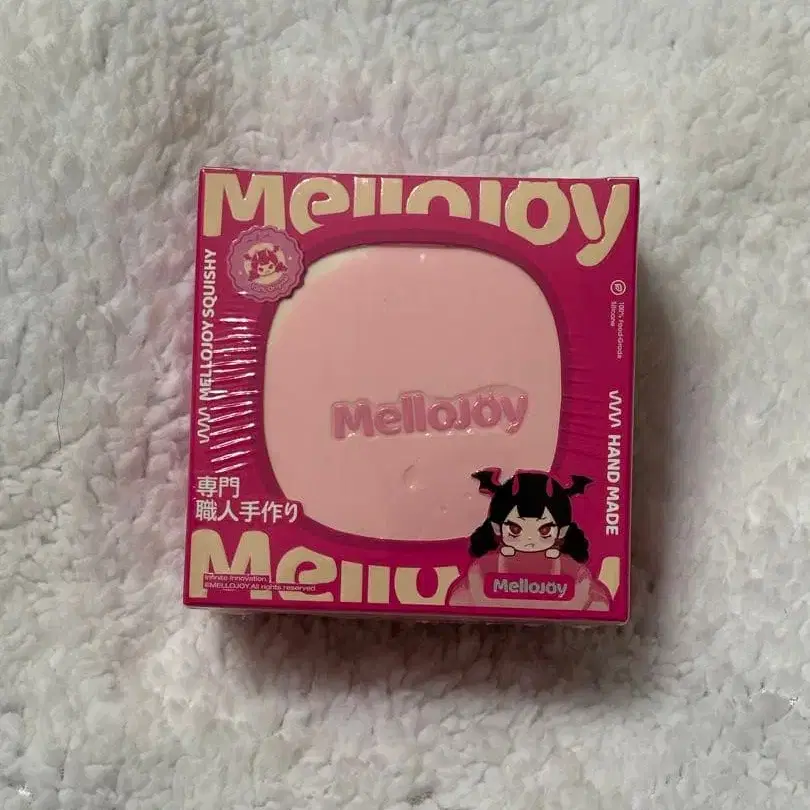 Mellojoy
MELLOJOY SQUISHY
100% Food-Grade
Silicone
Mellojoy
HAND MADE
専門
職人手作り
Infinite Innovation.
©MELLOJOY.All rights reserved
Mellojoy